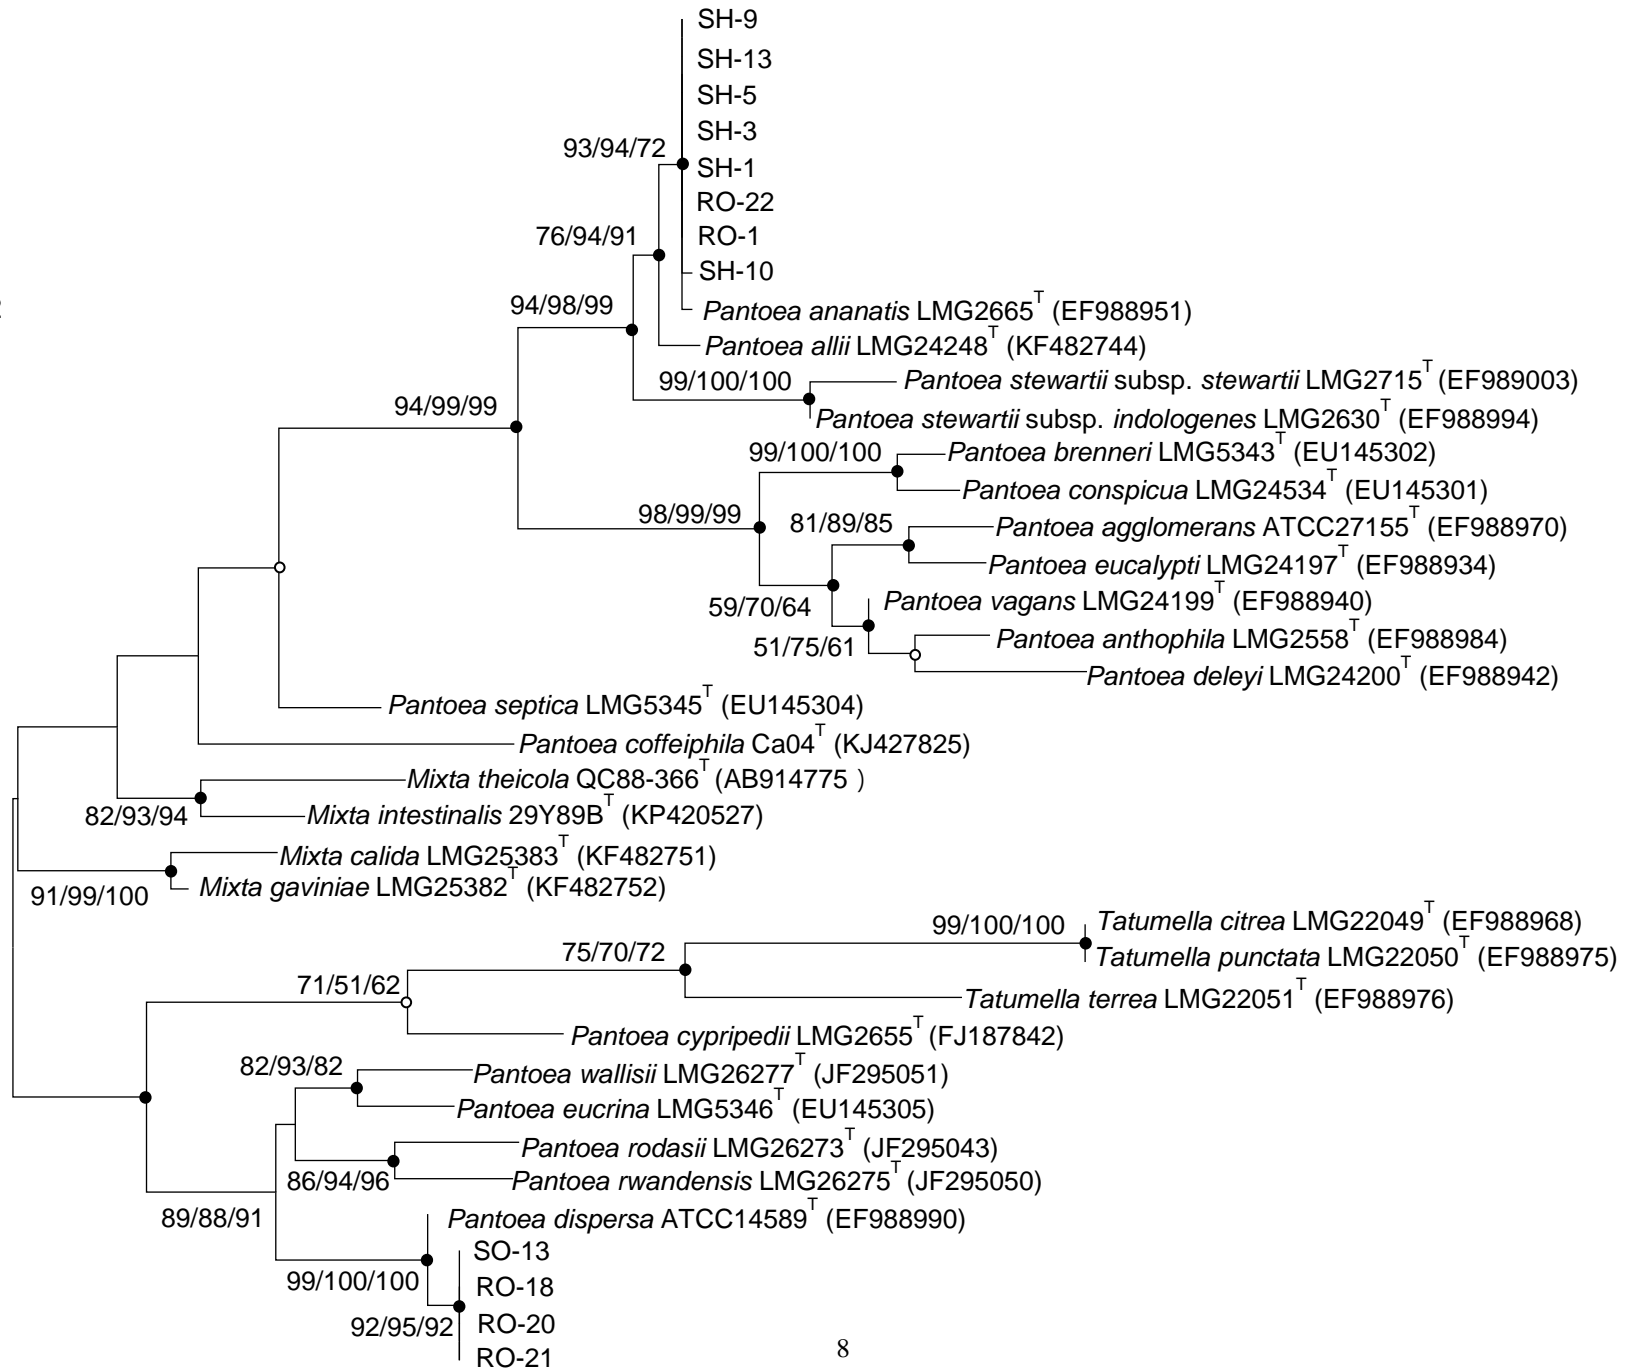 SH-9
SH-13
SH-5
SH-3
93/94/72
SH-1
RO-22
76/94/91
RO-1
SH-10
94/98/99
Pantoea ananatis LMG2665T (EF988951)
Pantoea allii LMG24248T (KF482744)
99/100/100
Pantoea stewartii subsp. stewartii LMG2715T (EF989003)
94/99/99
Pantoea stewartii subsp. indologenes LMG2630T (EF988994)
99/100/100
Pantoea brenneri LMG5343T (EU145302)
Pantoea conspicua LMG24534T (EU145301)
98/99/99
81/89/85
Pantoea agglomerans ATCC27155T (EF988970)
Pantoea eucalypti LMG24197T (EF988934)
59/70/64
Pantoea vagans LMG24199T (EF988940)
51/75/61
Pantoea anthophila LMG2558T (EF988984)
Pantoea deleyi LMG24200T (EF988942)
Pantoea septica LMG5345T (EU145304)
Pantoea coffeiphila Ca04T (KJ427825)
Mixta theicola QC88-366T (AB914775 )
82/93/94
Mixta intestinalis 29Y89BT (KP420527)
Mixta calida LMG25383T (KF482751)
91/99/100
Mixta gaviniae LMG25382T (KF482752)
99/100/100
Tatumella citrea LMG22049T (EF988968)
75/70/72
Tatumella punctata LMG22050T (EF988975)
71/51/62
Tatumella terrea LMG22051T (EF988976)
Pantoea cypripedii LMG2655T (FJ187842)
82/93/82
Pantoea wallisii LMG26277T (JF295051)
Pantoea eucrina LMG5346T (EU145305)
Pantoea rodasii LMG26273T (JF295043)
86/94/96
Pantoea rwandensis LMG26275T (JF295050)
89/88/91
Pantoea dispersa ATCC14589T (EF988990)
SO-13
99/100/100
RO-18
92/95/92
RO-20
RO-21
8